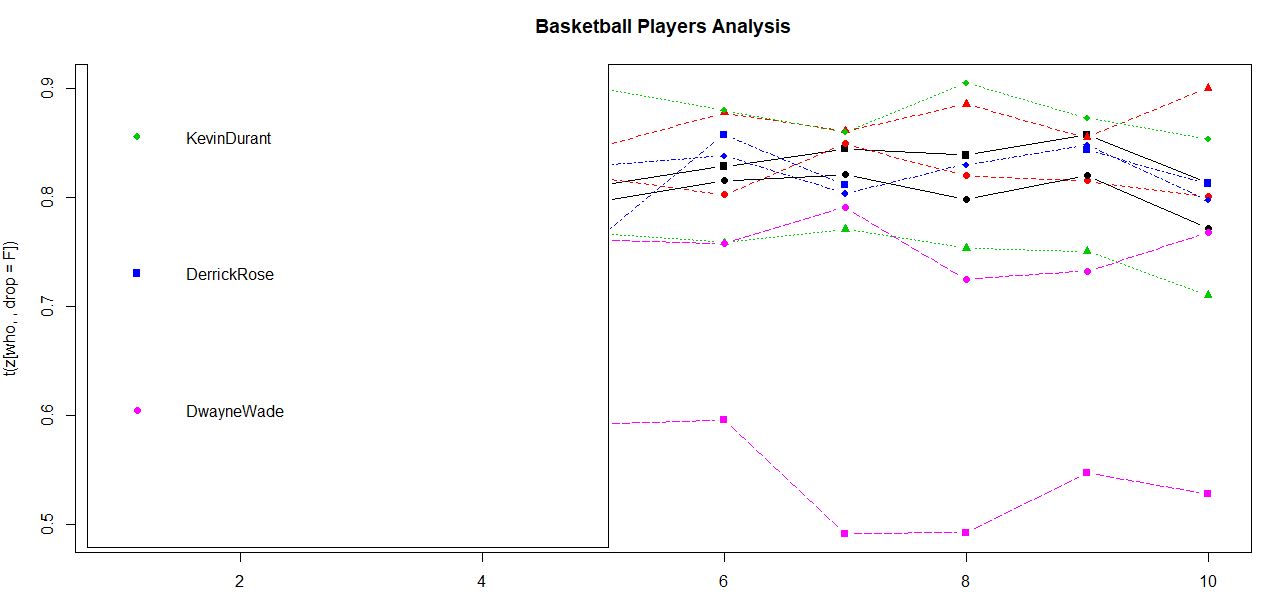 Basketball Players Analysis
t(z[who, , drop = F])
0.9
0.8
0.7
0.6
0.5
KevinDurant
DerrickRose
DwayneWade
2 4 6 8 10